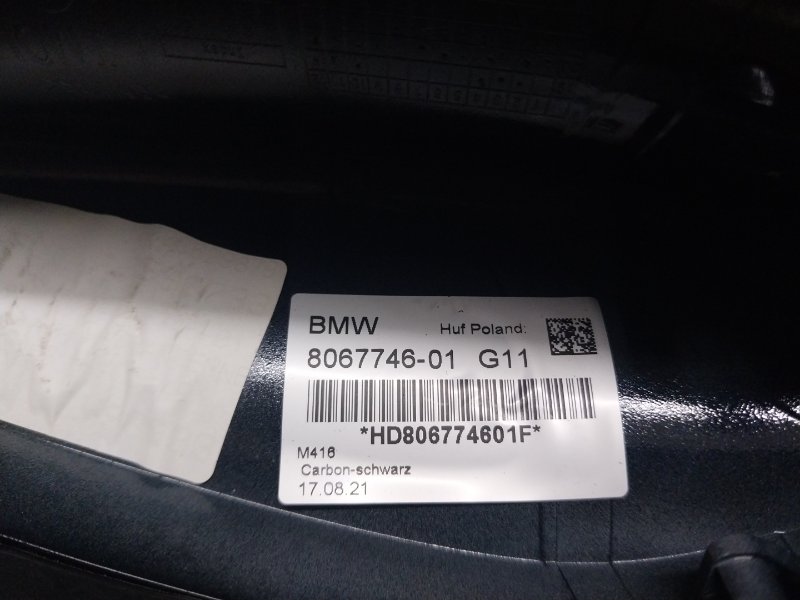 BMW Huf Poland:
8067746-01 G11
*HD806774601F*
M416
Carbon-schwarz
17.08.21